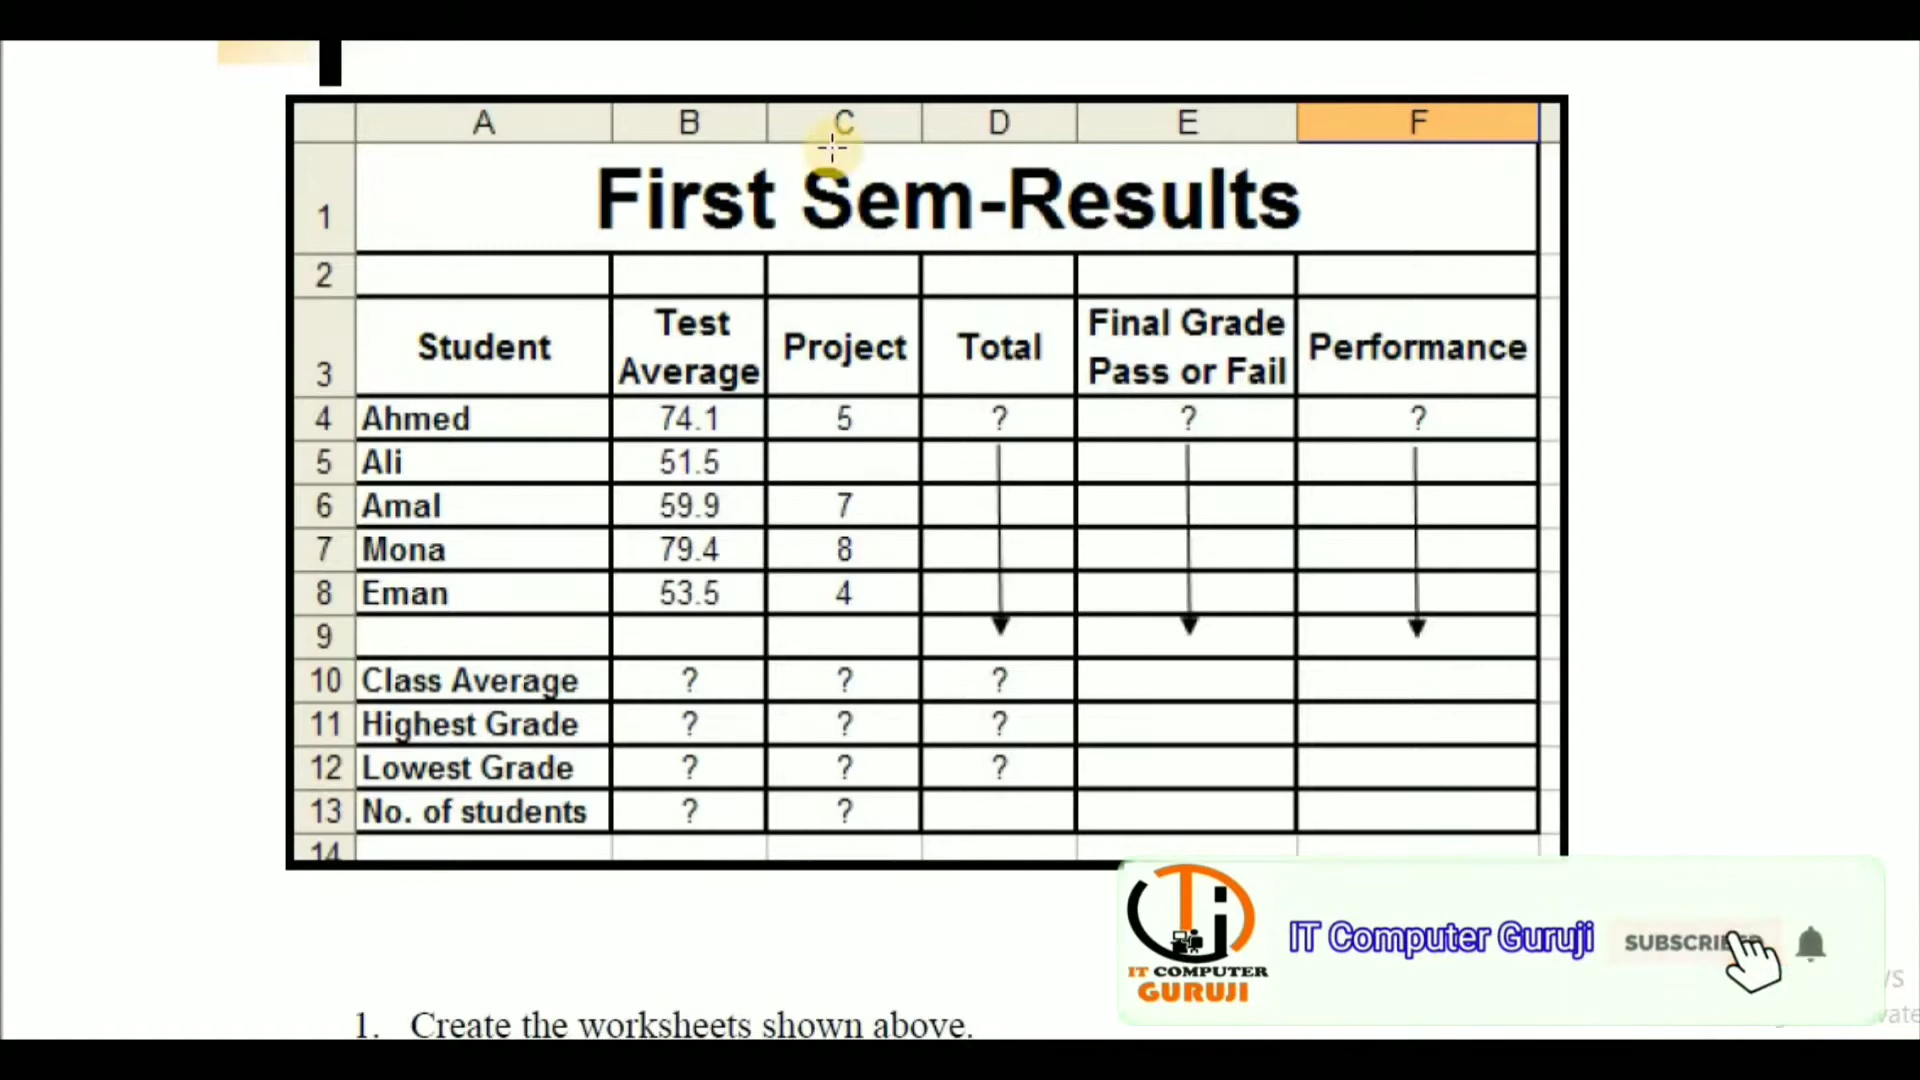 A B C D E F
1 First Sem-Results
2
3 Student Test Average Project Total Final Grade Pass or Fail Performance
4 Ahmed 74.1 5 ? ? ?
5 Ali 51.5
6 Amal 59.9 7
7 Mona 79.4 8
8 Eman 53.5 4
9
10 Class Average ? ? ?
11 Highest Grade ? ? ?
12 Lowest Grade ? ? ?
13 No. of students ? ?
14
IT COMPUTER
GURUJI
IT Computer Guruji
1. Create the worksheets shown above.